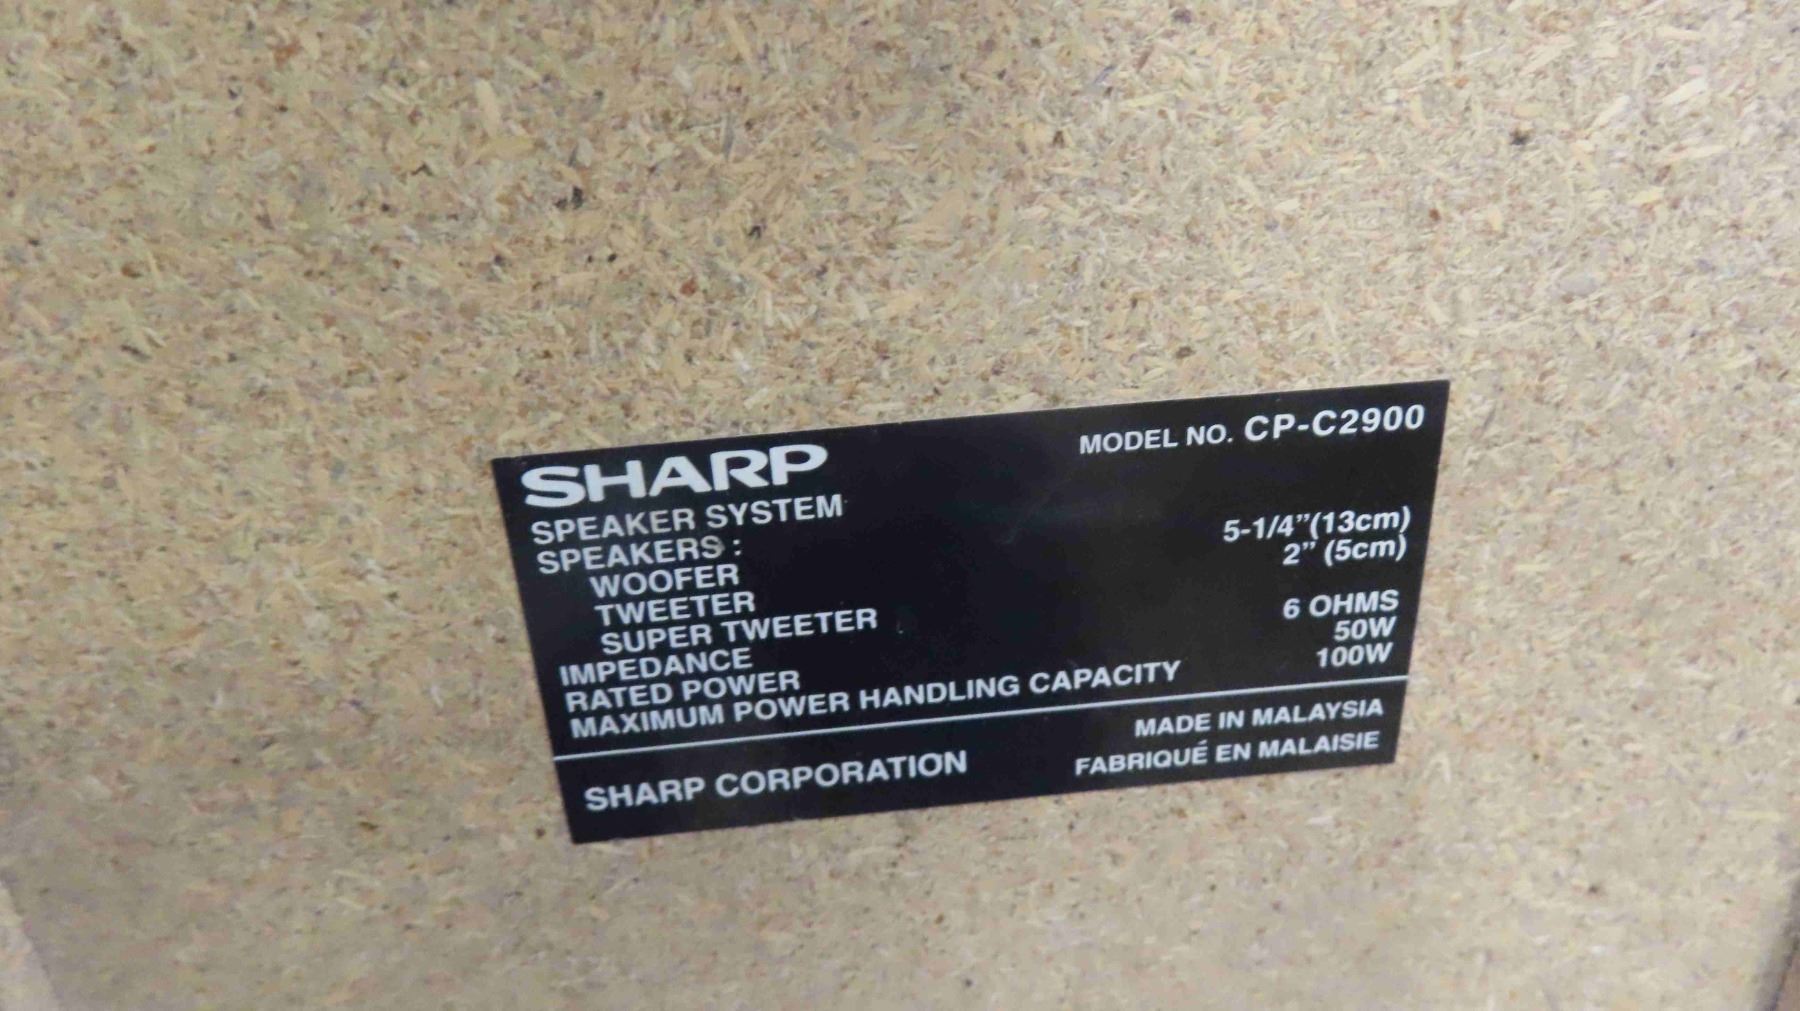 SHARP MODEL NO. CP-C2900
SPEAKER SYSTEM
SPEAKERS :
WOOFER 5-1/4”(13cm)
TWEETER 2” (5cm)
SUPER TWEETER
IMPEDANCE 6 OHMS
RATED POWER 50W
MAXIMUM POWER HANDLING CAPACITY 100W
SHARP CORPORATION MADE IN MALAYSIA
FABRIQUÉ EN MALAISIE